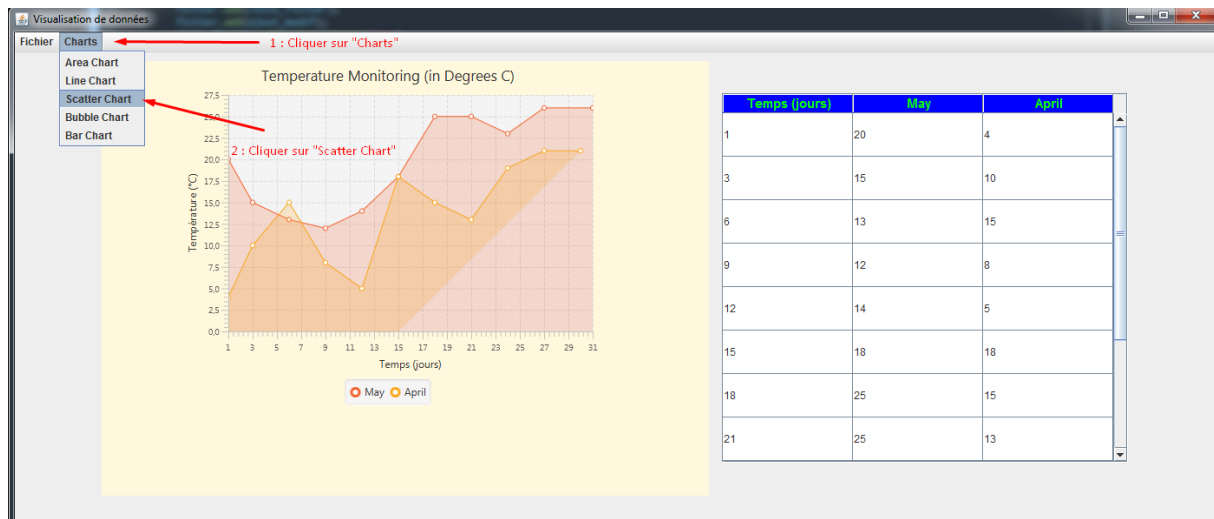 Visualisation de données
Fichier Charts
1 : Cliquer sur "Charts"
Area Chart
Line Chart
Scatter Chart
Bubble Chart
Bar Chart
2 : Cliquer sur "Scatter Chart"
Temperature Monitoring (in Degrees C)
Température (°C)
27,5
25,0
22,5
20,0
17,5
15,0
12,5
10,0
7,5
5,0
2,5
0,0
1 3 5 7 9 11 13 15 17 19 21 23 25 27 29 31
Temps (jours)
May April
Temps (jours) May April
1 20 4
3 15 10
6 13 15
9 12 8
12 14 5
15 18 18
18 25 15
21 25 13